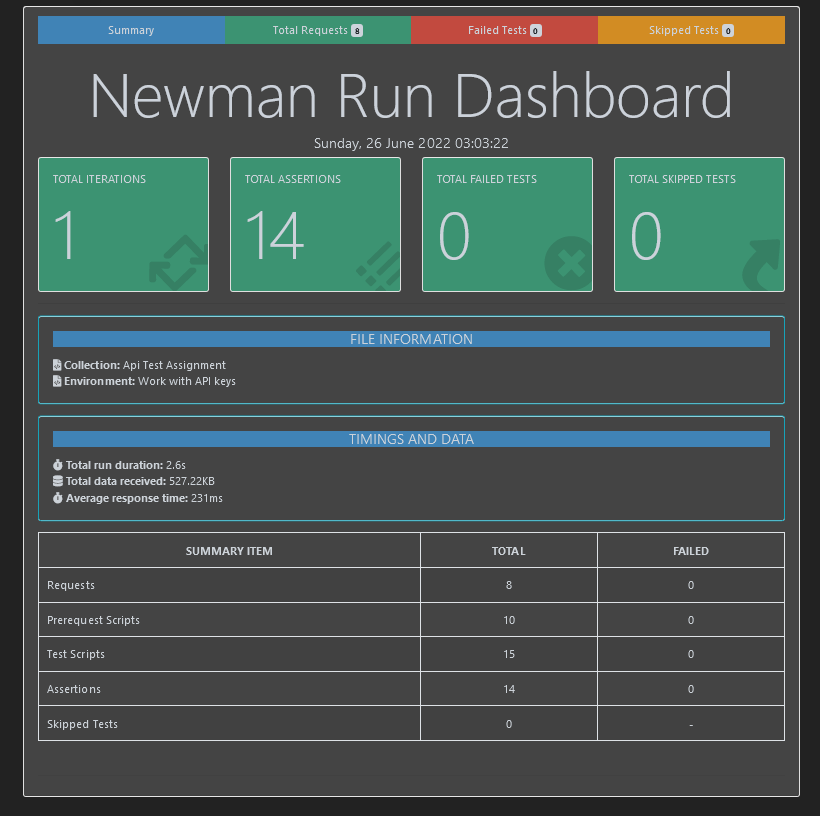 Summary Total Requests 8 Failed Tests 0 Skipped Tests 0
Newman Run Dashboard
Sunday, 26 June 2022 03:03:22
TOTAL ITERATIONS TOTAL ASSERTIONS TOTAL FAILED TESTS TOTAL SKIPPED TESTS
1 14 0 0
FILE INFORMATION
Collection: Api Test Assignment
Environment: Work with API keys
TIMINGS AND DATA
Total run duration: 2.6s
Total data received: 527.22KB
Average response time: 231ms
SUMMARY ITEM TOTAL FAILED
Requests 8 0
Prerequest Scripts 10 0
Test Scripts 15 0
Assertions 14 0
Skipped Tests 0 -